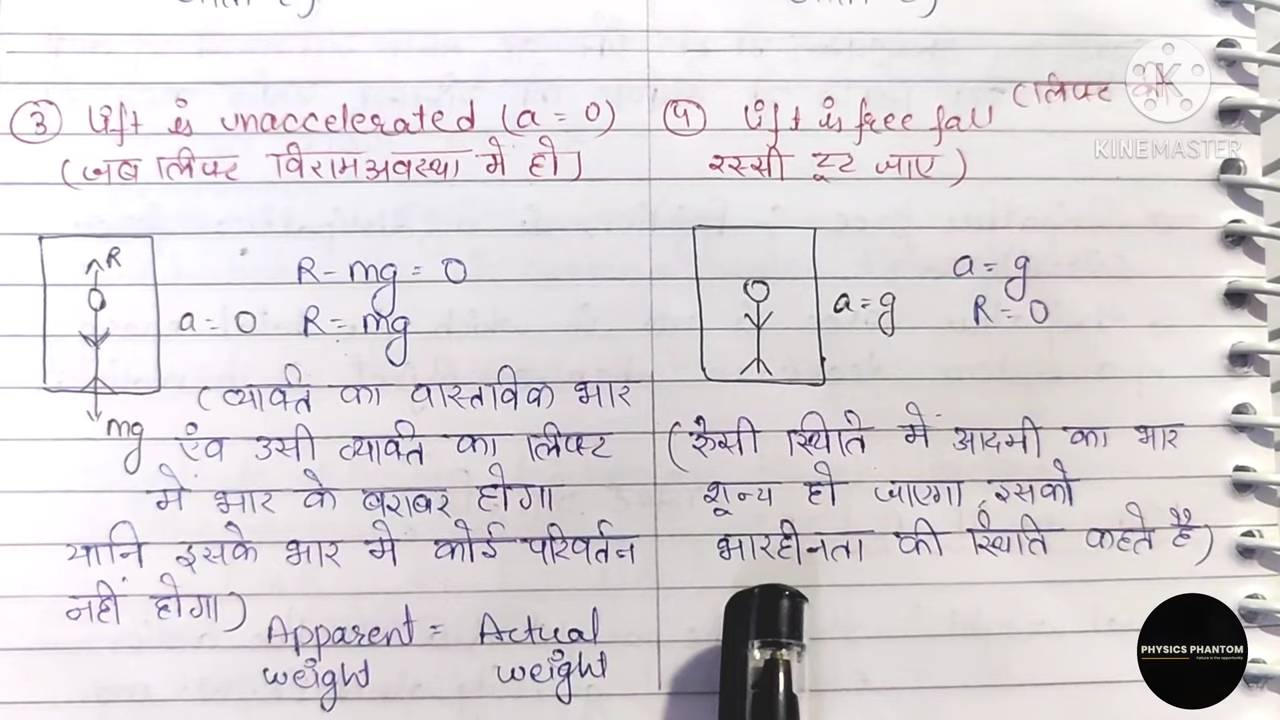 ③ Lift is unaccelerated (a = 0)
(जब लिफ्ट विरामअवस्था में हो)
R
R - mg = 0
a = 0
R = mg
mg
(व्यक्ति का वास्तविक भार
एंव उसी व्यक्ति का लिफ्ट
में भार के बराबर होगा
यानि इसके भार मे कोई परिवर्तन
नहीं होगा)
Apparent = Actual
weight weight
④ Lift is free fall (लिफ्ट की
रस्सी टूट जाए)
a = g
a = g
R = 0
(ऐसी स्थिति में आदमी का भार
शून्य हो जाएगा इसको
भारहीनता की स्थिति कहते है)
K
KINEMASTER
PHYSICS PHANTOM